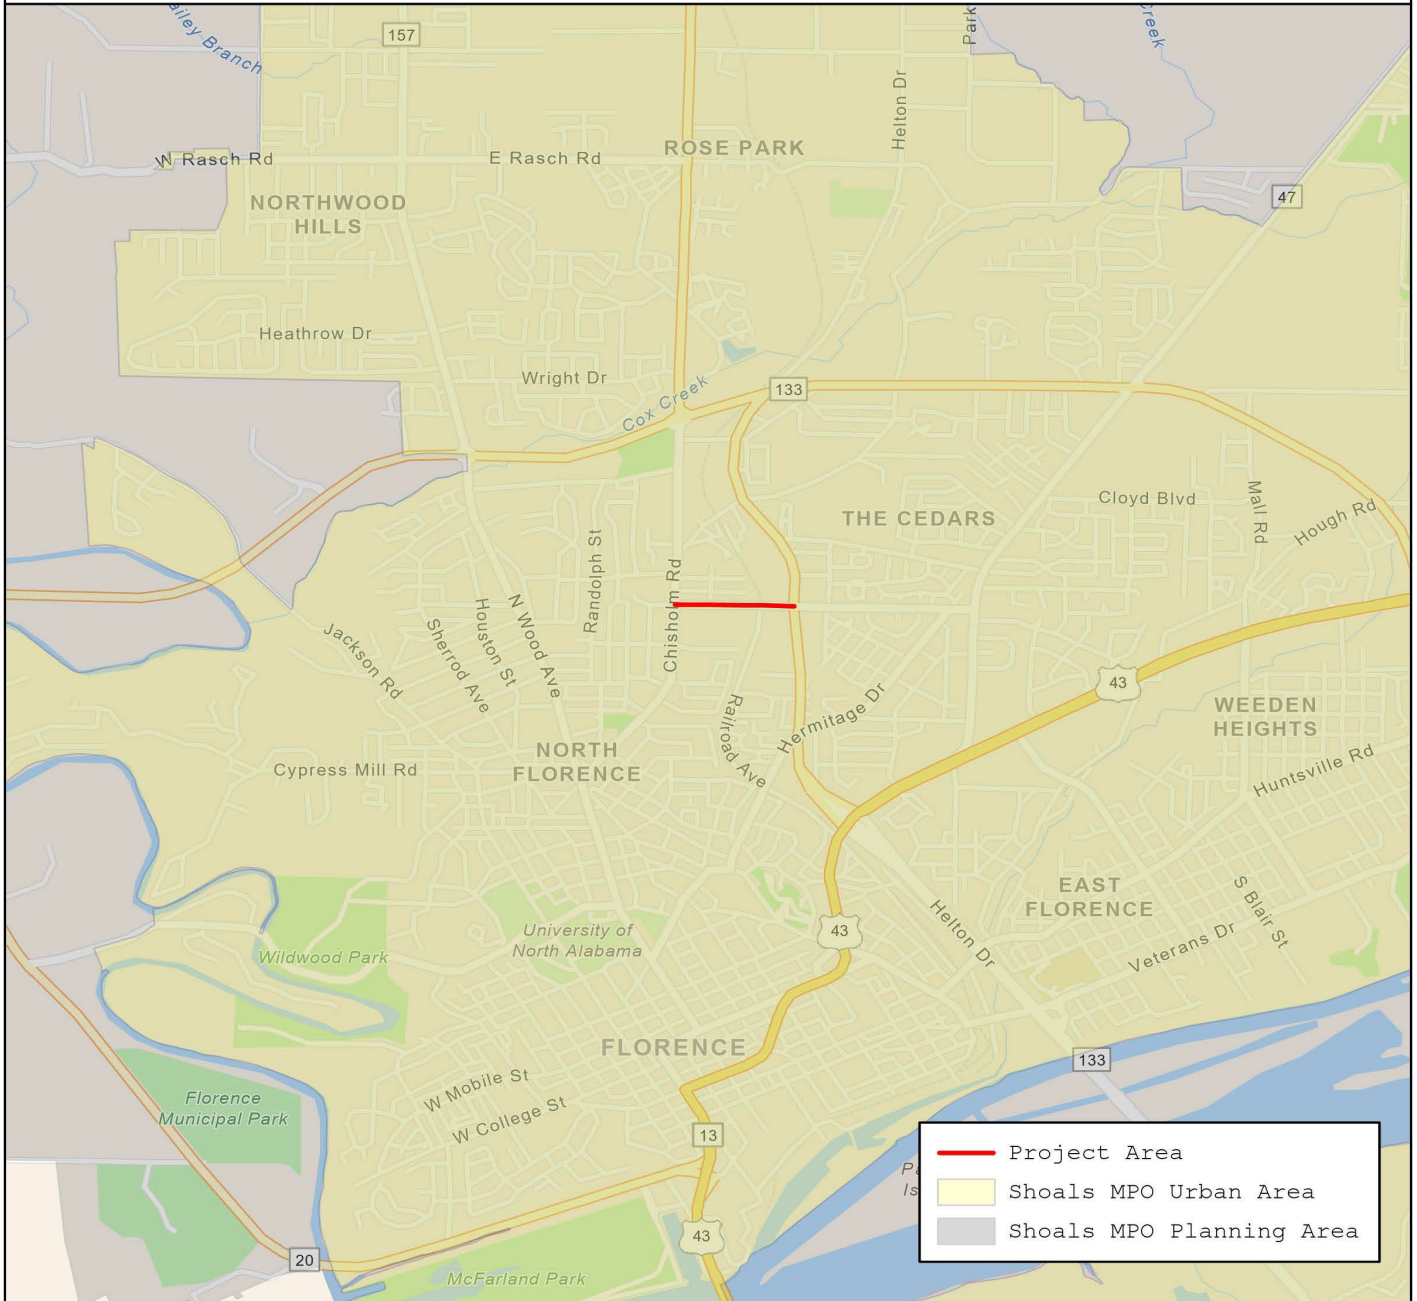 ailey Branch
157
Park
Creek
Helton Dr
ROSE PARK
W Rasch Rd
E Rasch Rd
47
NORTHWOOD
HILLS
Heathrow Dr
Wright Dr
Cox Creek
133
THE CEDARS
Cloyd Blvd
Mall Rd
Hough Rd
Randolph St
Chisholm Rd
N Wood Ave
Houston St
Sherrod Ave
Jackson Rd
43
Railroad Ave
Hermitage Dr
WEEDEN
HEIGHTS
NORTH
FLORENCE
Cypress Mill Rd
Huntsville Rd
EAST
FLORENCE
S Blair St
University of
North Alabama
43
Helton Dr
Veterans Dr
Wildwood Park
FLORENCE
133
W Mobile St
Florence
Municipal Park
W College St
13
Project Area
Shoals MPO Urban Area
Shoals MPO Planning Area
43
20
McFarland Park